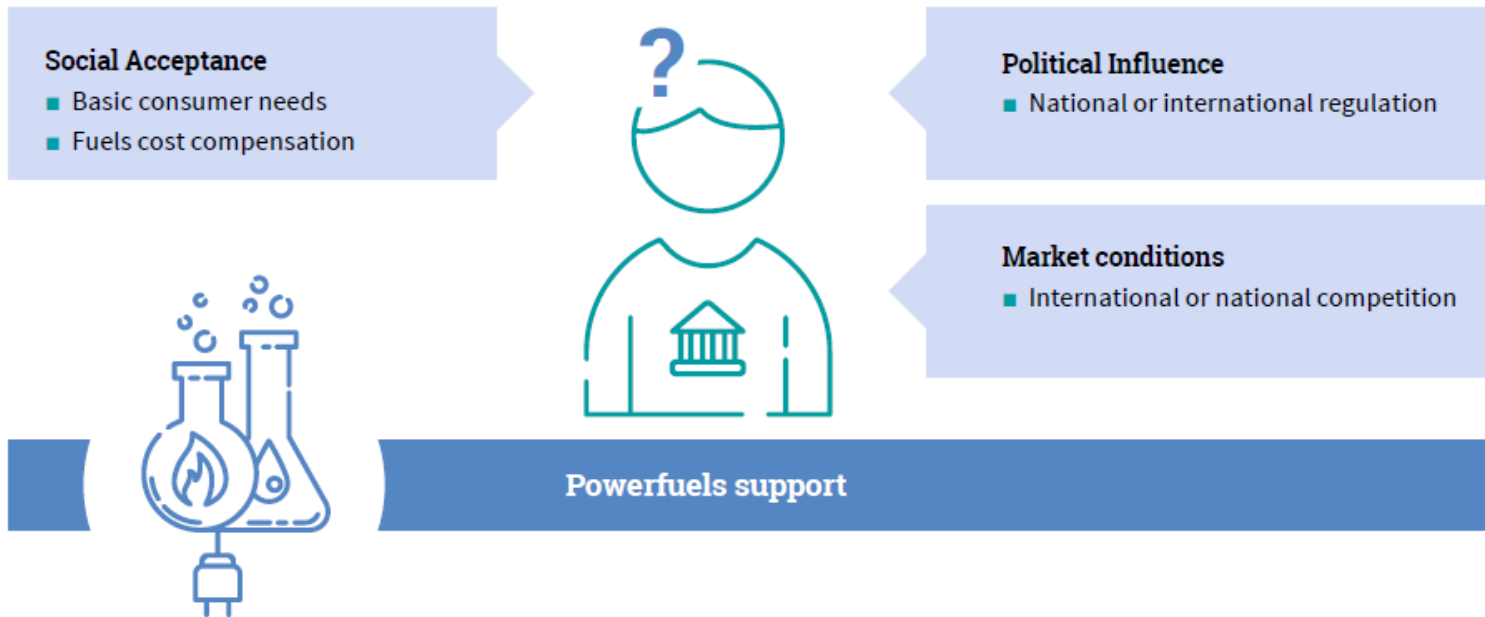 Social Acceptance
■ Basic consumer needs
■ Fuels cost compensation
?
Political Influence
■ National or international regulation
Market conditions
■ International or national competition
Powerfuels support